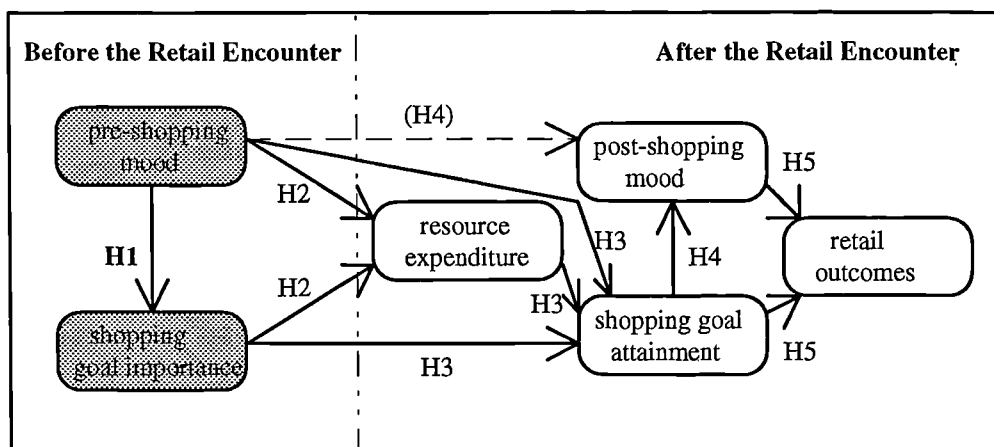 Before the Retail Encounter
After the Retail Encounter
pre-shopping
mood
(H4)
post-shopping
mood
H5
H2
resource
expenditure
H3
H4
retail
outcomes
H1
H2
shopping
goal importance
H3
shopping goal
attainment
H5
H3